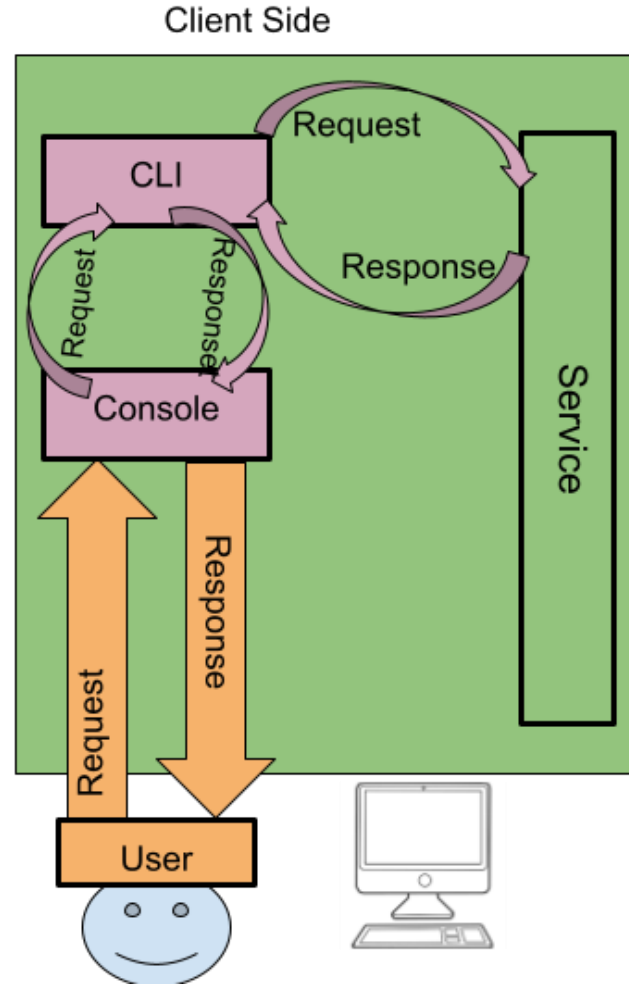 Client Side
Request
CLI
Response
Request
Response
Console
Service
Response
Request
User